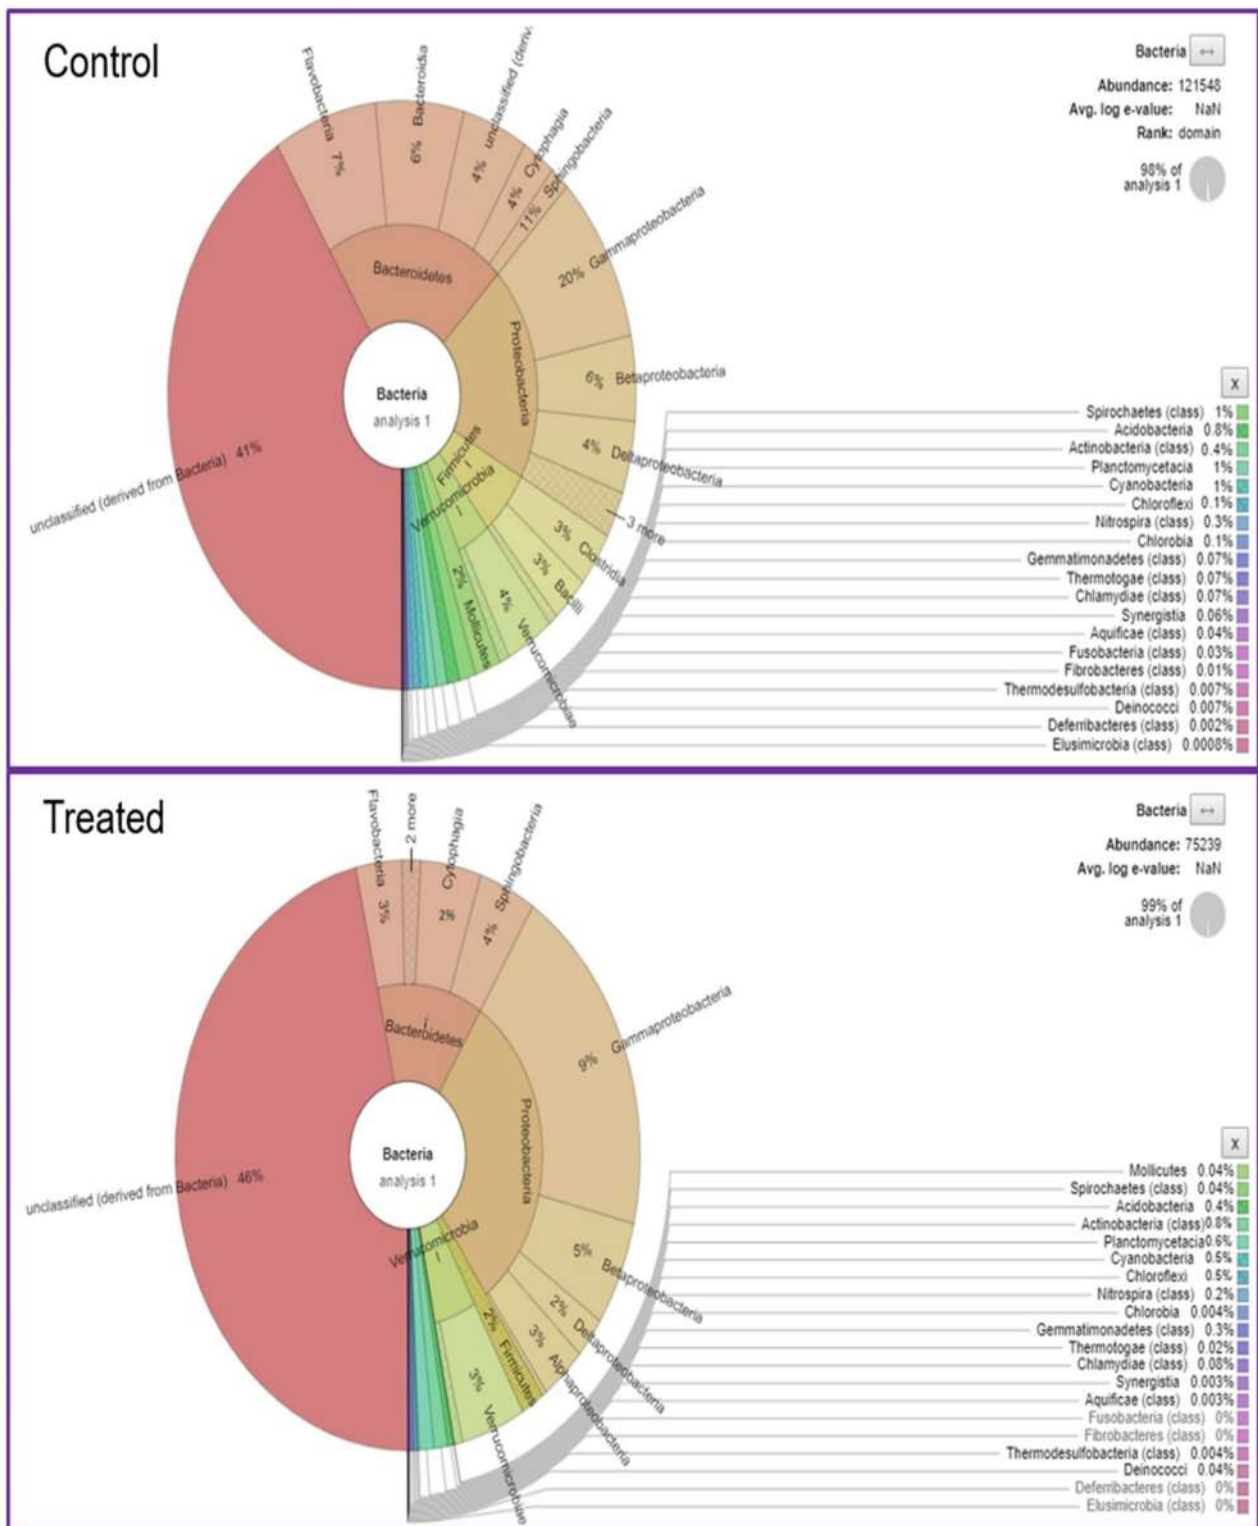 Control
Bacteria
Abundance: 121548
Avg. log e-value: NaN
Rank: domain
98% of
analysis 1
Flavobacteria 7%
6% Bacteroidia
4% unclassified (deriv.
4% Cytophagia
11% Sphingobacteria
20% Gammaproteobacteria
6% Betaproteobacteria
4% Deltaproteobacteria
3 more
3% Clostridia
3% Bacilli
4% Verrucomicrobiae
2% Mollicutes
unclassified (derived from Bacteria) 41%
Bacteroidetes
Proteobacteria
Firmicutes
Verrucomicrobia
Bacteria
analysis 1
x
Spirochaetes (class) 1%
Acidobacteria 0.8%
Actinobacteria (class) 0.4%
Planctomycetacia 1%
Cyanobacteria 1%
Chloroflexi 0.1%
Nitrospira (class) 0.3%
Chlorobia 0.1%
Gemmatimonadetes (class) 0.07%
Thermotogae (class) 0.07%
Chlamydiae (class) 0.07%
Synergistia 0.06%
Aquificae (class) 0.04%
Fusobacteria (class) 0.03%
Fibrobacteres (class) 0.01%
Thermodesulfobacteria (class) 0.007%
Deinococci 0.007%
Deferribacteres (class) 0.002%
Elusimicrobia (class) 0.0008%
Treated
Bacteria
Abundance: 75239
Avg. log e-value: NaN
99% of
analysis 1
Flavobacteria 3%
2 more
Cytophagia
2%
4% Sphingobacteria
9% Gammaproteobacteria
5% Betaproteobacteria
2% Deltaproteobacteria
3% Alphaproteobacteria
2% Firmicutes
3% Verrucomicrobiae
unclassified (derived from Bacteria) 46%
Bacteroidetes
Proteobacteria
Verrucomicrobia
Bacteria
analysis 1
x
Mollicutes 0.04%
Spirochaetes (class) 0.04%
Acidobacteria 0.4%
Actinobacteria (class) 0.8%
Planctomycetacia 0.6%
Cyanobacteria 0.5%
Chloroflexi 0.5%
Nitrospira (class) 0.2%
Chlorobia 0.004%
Gemmatimonadetes (class) 0.3%
Thermotogae (class) 0.02%
Chlamydiae (class) 0.08%
Synergistia 0.003%
Aquificae (class) 0.003%
Fusobacteria (class) 0%
Fibrobacteres (class) 0%
Thermodesulfobacteria (class) 0.004%
Deinococci 0.04%
Deferribacteres (class) 0%
Elusimicrobia (class) 0%